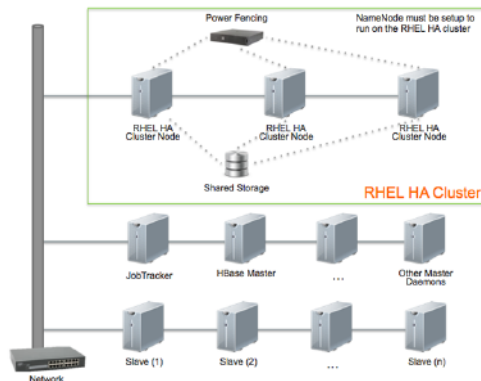 Power Fencing
NameNode must be setup to
run on the RHEL HA cluster
RHEL HA
Cluster Node
RHEL HA
Cluster Node
RHEL HA
Cluster Node
Shared Storage
RHEL HA Cluster
JobTracker
HBase Master
...
Other Master
Daemons
Slave (1)
Slave (2)
...
Slave (n)
Network